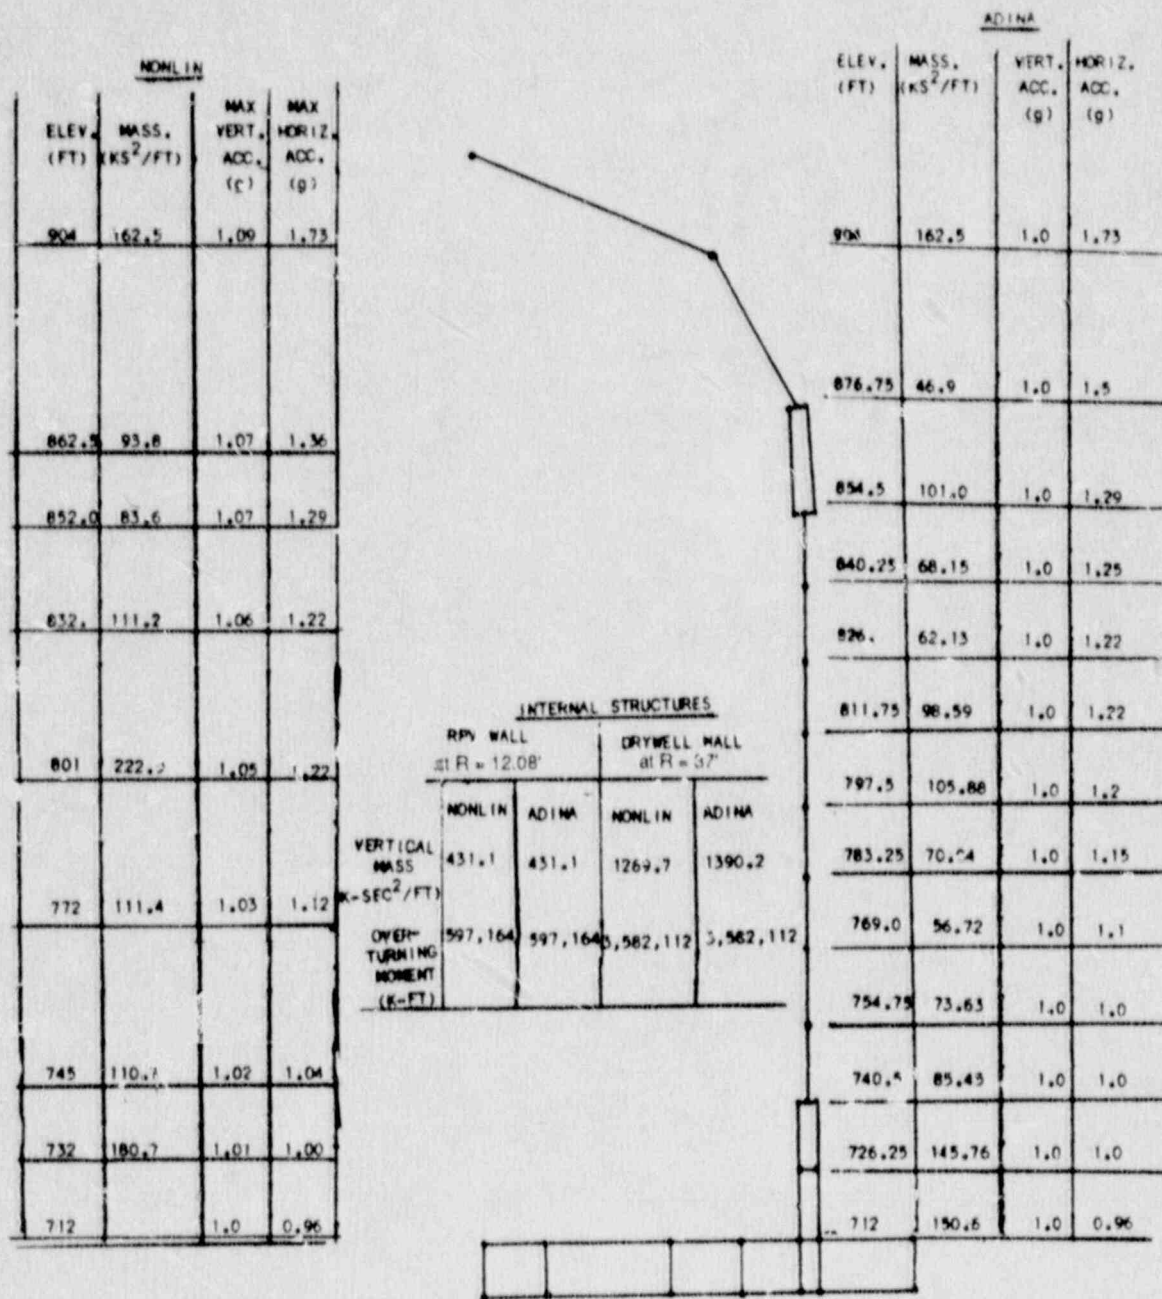 NONLIN
ELEV. (FT) MASS. (KS²/FT) MAX VERT. ACC. MAX HORIZ. ACC. (g)
904 162.5 1.09 1.73
862.5 93.8 1.07 1.36
852.0 83.6 1.07 1.29
832. 111.2 1.06 1.22
801 1.05 1.22
772 111.4 1.03 1.12
745 1.02 1.04
732 180.7 1.01 1.00
712 1.0 0.96
INTERNAL STRUCTURES
RPV WALL at R = 12.08' DRYWELL WALL at R = 37'
NONLIN ADINA NONLIN ADINA
VERTICAL MASS (K-SEC²/FT) 431.1 431.1 1269.7 1390.2
OVER-TURNING MOMENT (K-FT) 597,164 597,164 3,582,112 3,582,112
ADINA
ELEV. (FT) MASS. (KS²/FT) VERT. ACC. (g) HORIZ. ACC. (g)
904 162.5 1.0 1.73
876.75 46.9 1.0 1.5
854.5 101.0 1.0 1.29
840.25 68.15 1.0 1.25
826. 62.13 1.0 1.22
811.75 98.59 1.0 1.22
797.5 105.88 1.0 1.2
783.25 1.0 1.15
769.0 56.72 1.0 1.1
754.75 73.63 1.0 1.0
740.5 85.43 1.0 1.0
726.25 145.76 1.0 1.0
712 150.6 1.0 0.96